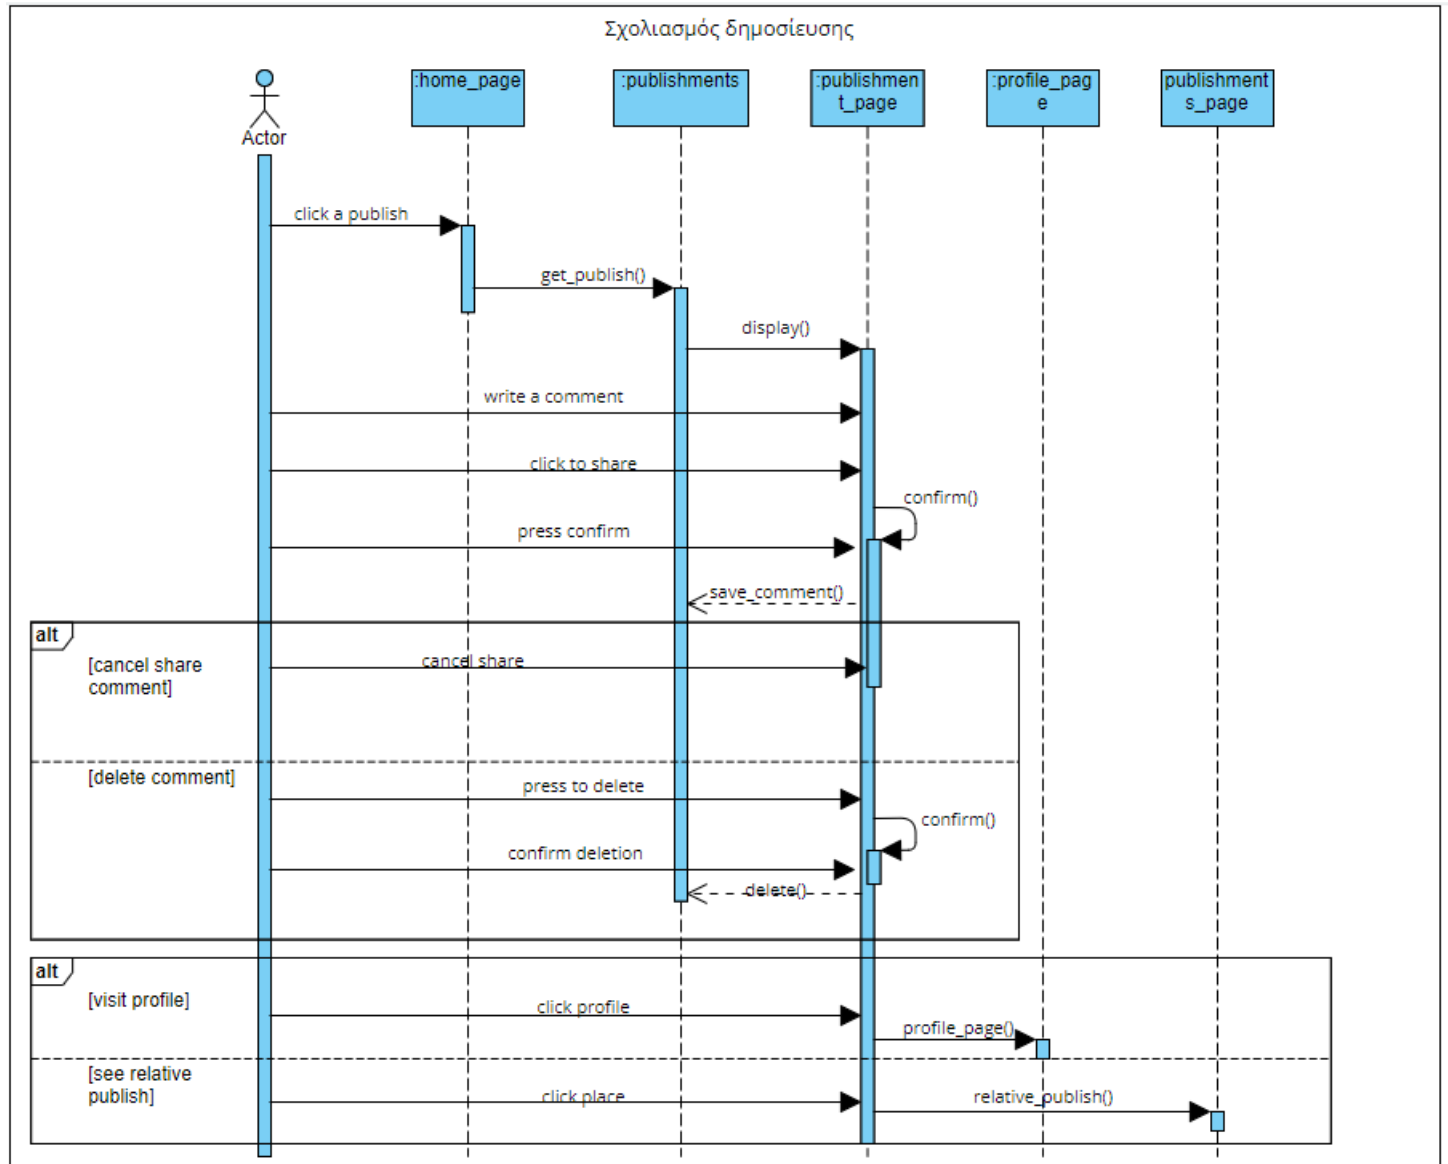 Σχολιασμός δημοσίευσης
Actor
:home_page
:publishments
:publishmen
t_page
:profile_pag
e
publishment
s_page
click a publish
get_publish()
display()
write a comment
click to share
confirm()
press confirm
save_comment()
alt
[cancel share
comment]
cancel share
[delete comment]
press to delete
confirm()
confirm deletion
delete()
alt
[visit profile]
click profile
profile_page()
[see relative
publish]
click place
relative_publish()